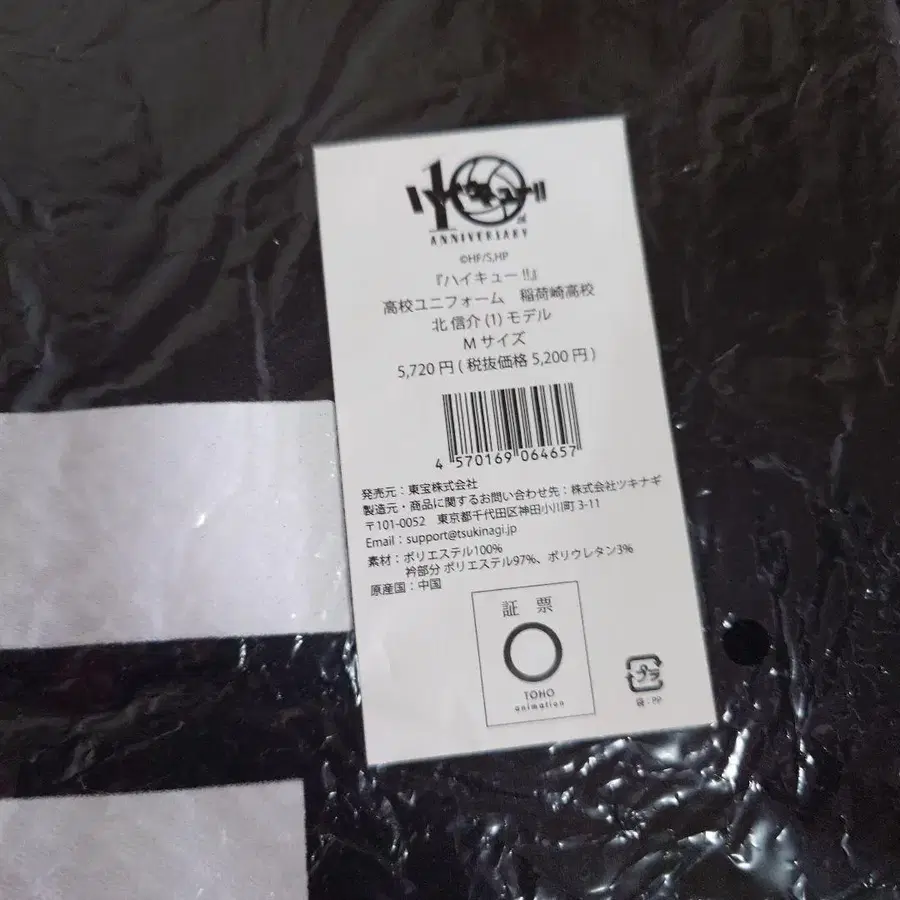 ハイキュー!!
10th
ANNIVERSARY
©HF/S,HP
『ハイキュー!!』
高校ユニフォーム 稲荷崎高校
北 信介 (1) モデル
M サイズ
5,720 円 ( 税抜価格 5,200 円 )
4 570169 064657
発売元：東宝株式会社
製造元・商品に関するお問い合わせ先：株式会社ツキナギ
〒101-0052 東京都千代田区神田小川町 3-11
Email：support@tsukinagi.jp
素材：ポリエステル100%
衿部分 ポリエステル97%、ポリウレタン3%
原産国：中国
証 票
TOHO
animation
プラ
袋：PP